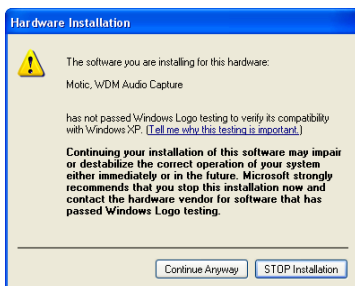 Hardware Installation
The software you are installing for this hardware:
Motic, WDM Audio Capture
has not passed Windows Logo testing to verify its compatibility
with Windows XP. (Tell me why this testing is important.)
Continuing your installation of this software may impair
or destabilize the correct operation of your system
either immediately or in the future. Microsoft strongly
recommends that you stop this installation now and
contact the hardware vendor for software that has
passed Windows Logo testing.
Continue Anyway STOP Installation